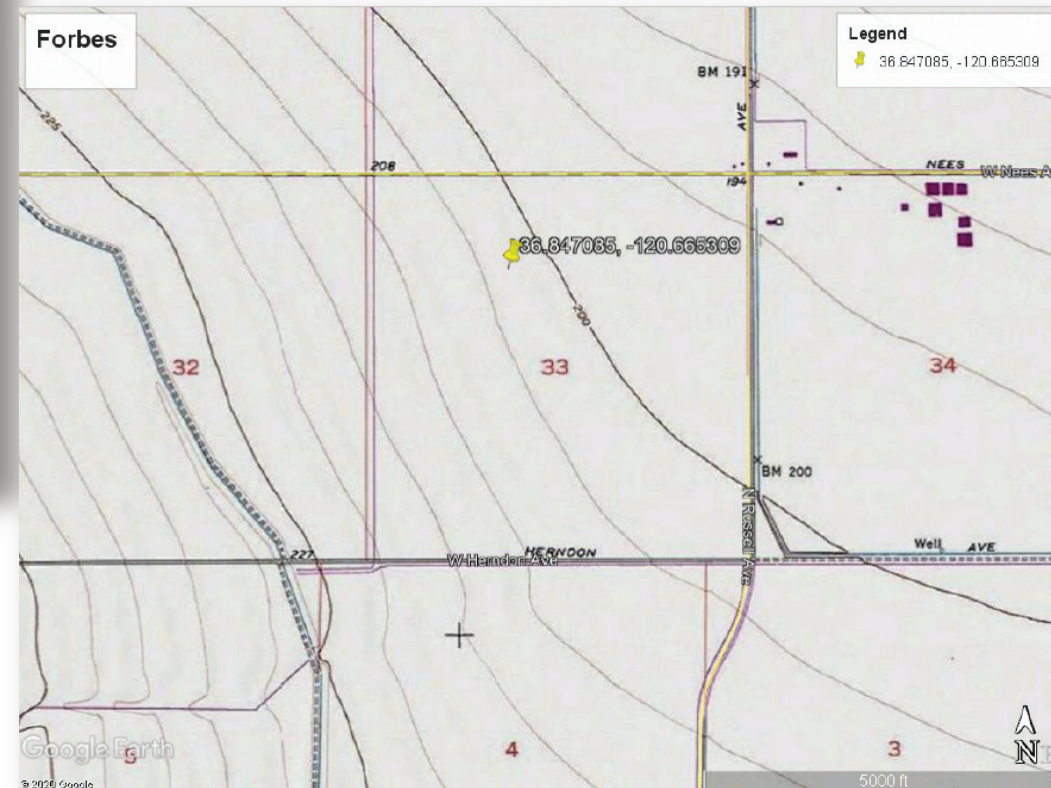 Forbes
Legend
36.847085, -120.665309
BM 191
AVE
225
208
NEES
W Nees A
194
36.847085, -120.665309
200
32
33
34
BM 200
N Russell Ave
227
HERNDON
W Herndon Ave
Well
AVE
5
4
3
N
Google Earth
© 2020 Google
5000 ft